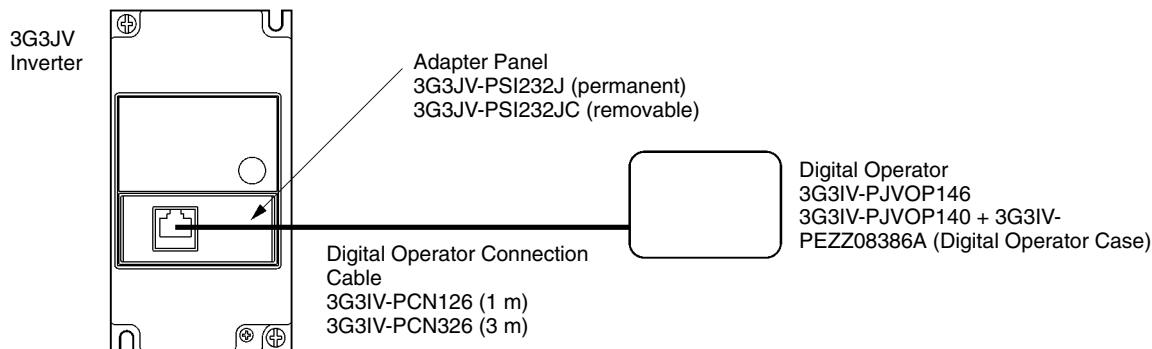 3G3JV
Inverter
Adapter Panel
3G3JV-PSI232J (permanent)
3G3JV-PSI232JC (removable)
Digital Operator
3G3IV-PJVOP146
3G3IV-PJVOP140 + 3G3IV-
PEZZ08386A (Digital Operator Case)
Digital Operator Connection
Cable
3G3IV-PCN126 (1 m)
3G3IV-PCN326 (3 m)